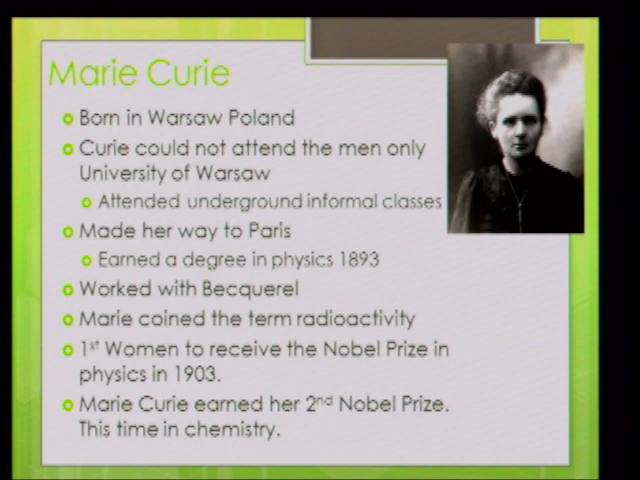 Marie Curie
Born in Warsaw Poland
Curie could not attend the men only
University of Warsaw
Attended underground informal classes
Made her way to Paris
Earned a degree in physics 1893
Worked with Becquerel
Marie coined the term radioactivity
1st Women to receive the Nobel Prize in
physics in 1903.
Marie Curie earned her 2nd Nobel Prize.
This time in chemistry.